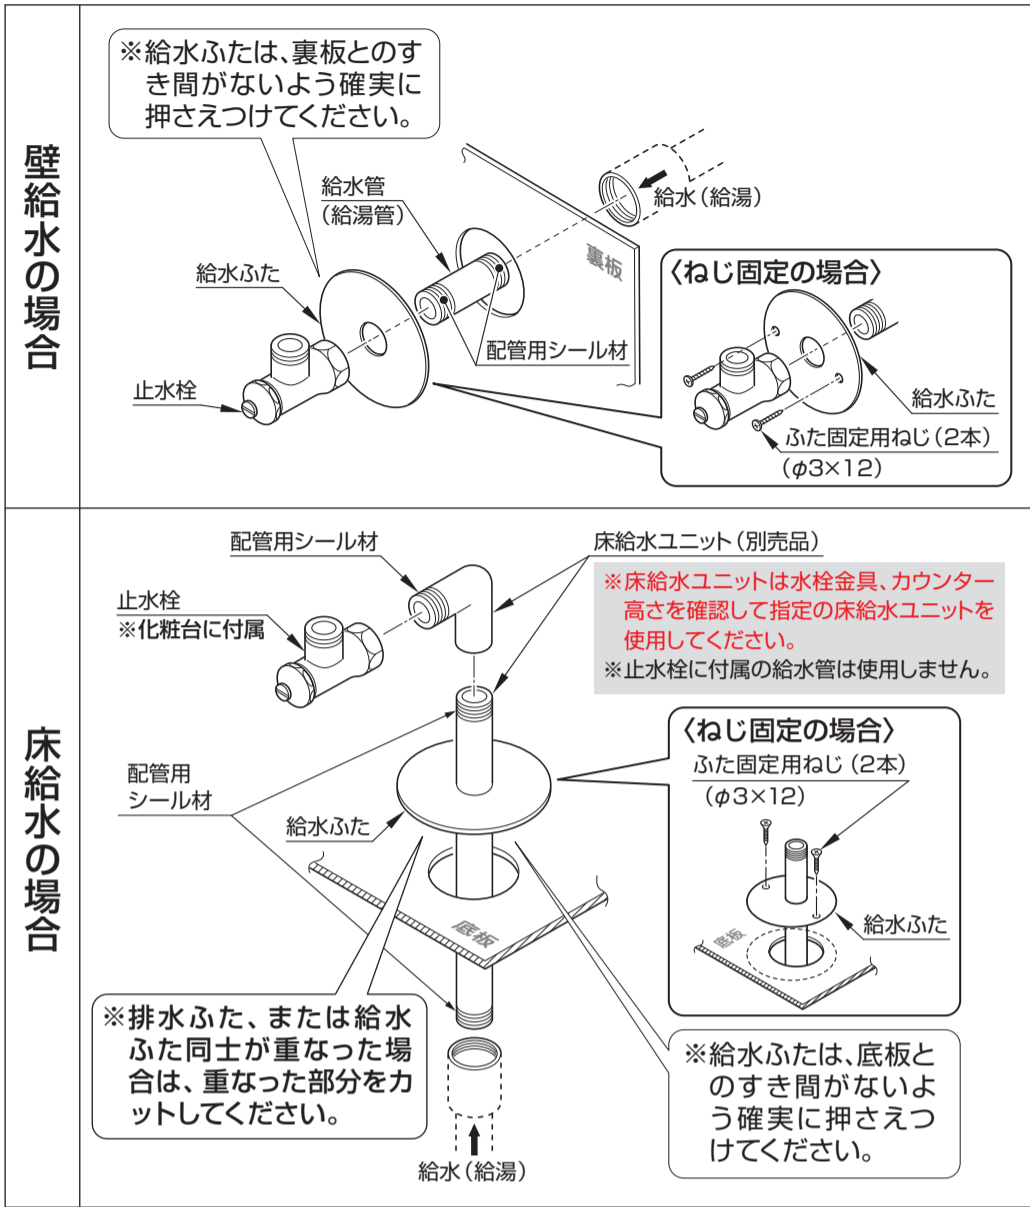 壁給水の場合
※給水ふたは、裏板とのす
き間がないよう確実に
押さえつけてください。
給水管
(給湯管)
給水(給湯)
裏板
給水ふた
配管用シール材
止水栓
〈ねじ固定の場合〉
給水ふた
ふた固定用ねじ(2本)
(φ3×12)
床給水の場合
配管用シール材
床給水ユニット(別売品)
※床給水ユニットは水栓金具、カウンター
高さを確認して指定の床給水ユニットを
使用してください。
※止水栓に付属の給水管は使用しません。
止水栓
※化粧台に付属
配管用
シール材
給水ふた
底板
〈ねじ固定の場合〉
ふた固定用ねじ(2本)
(φ3×12)
給水ふた
底板
※排水ふた、または給水
ふた同士が重なった場
合は、重なった部分をカ
ットしてください。
※給水ふたは、底板と
のすき間がないよ
う確実に押さえつ
けてください。
給水(給湯)